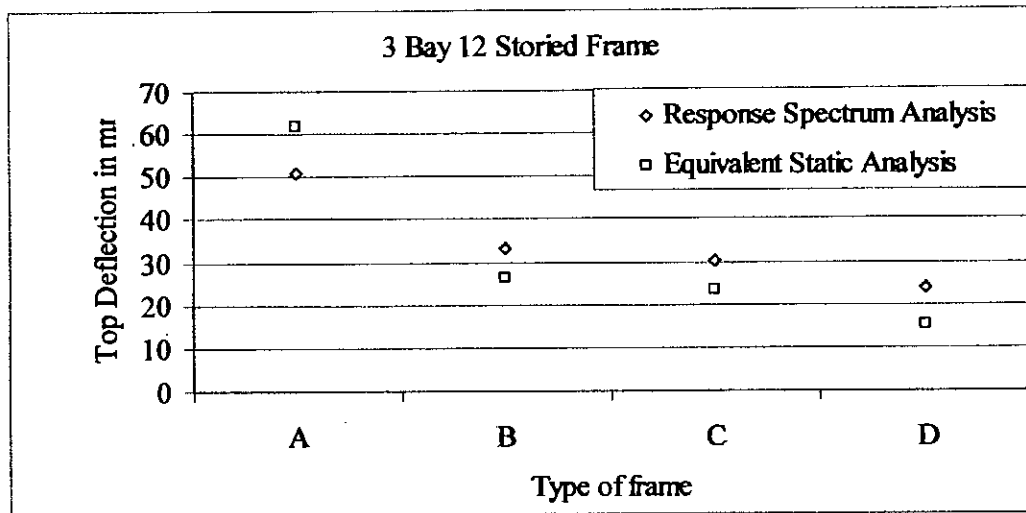 3 Bay 12 Storied Frame
Response Spectrum Analysis
Equivalent Static Analysis
Top Deflection in mr
70
60
50
40
30
20
10
0
A B C D
Type of frame